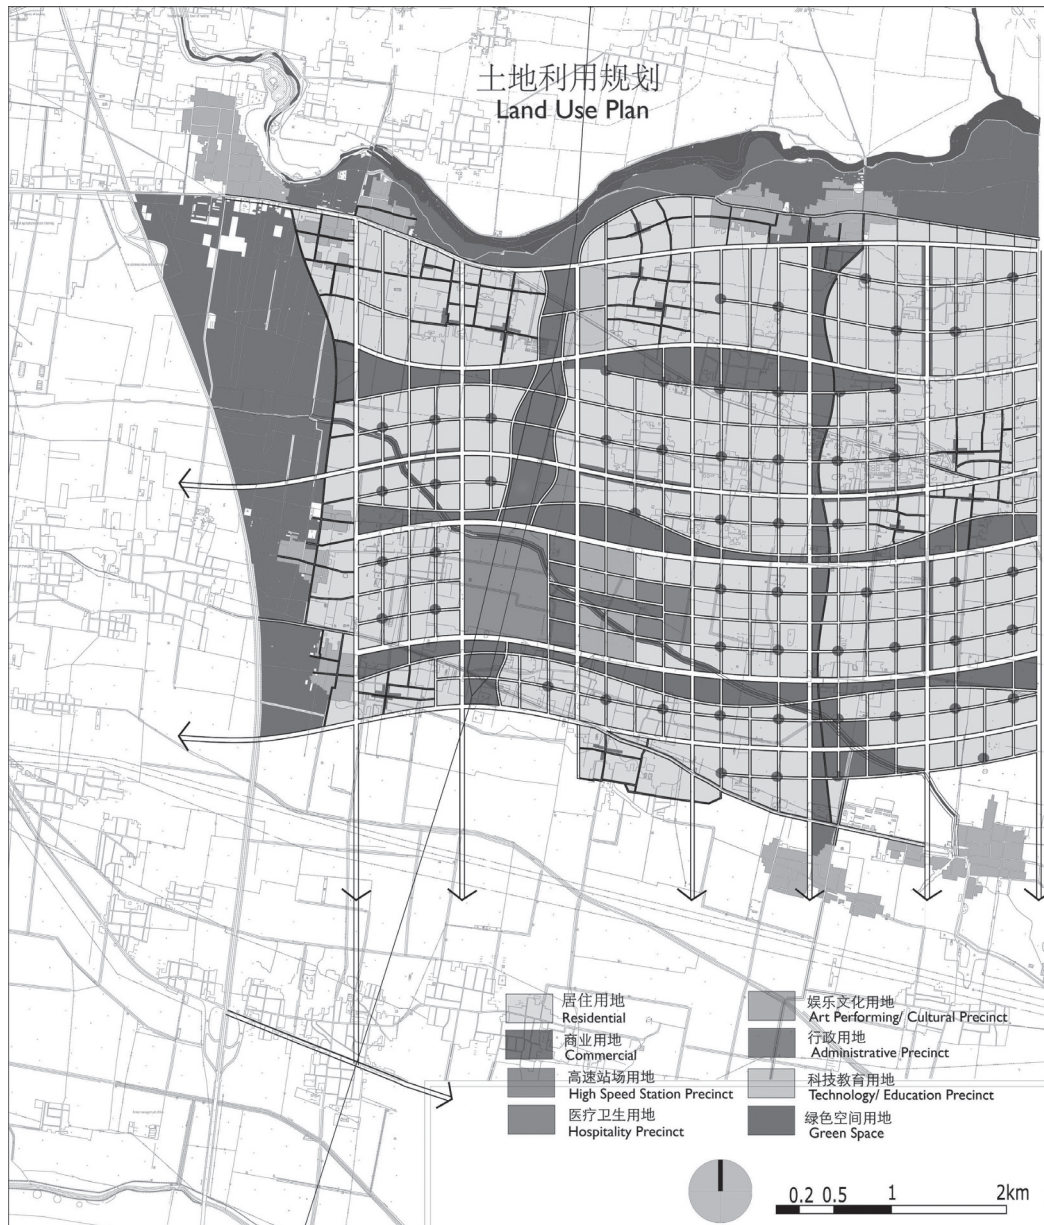 土地利用规划
Land Use Plan
居住用地
Residential
商业用地
Commercial
高速站场用地
High Speed Station Precinct
医疗卫生用地
Hospitality Precinct
娱乐文化用地
Art Performing/ Cultural Precinct
行政用地
Administrative Precinct
科技教育用地
Technology/ Education Precinct
绿色空间用地
Green Space
0.2 0.5 1 2km